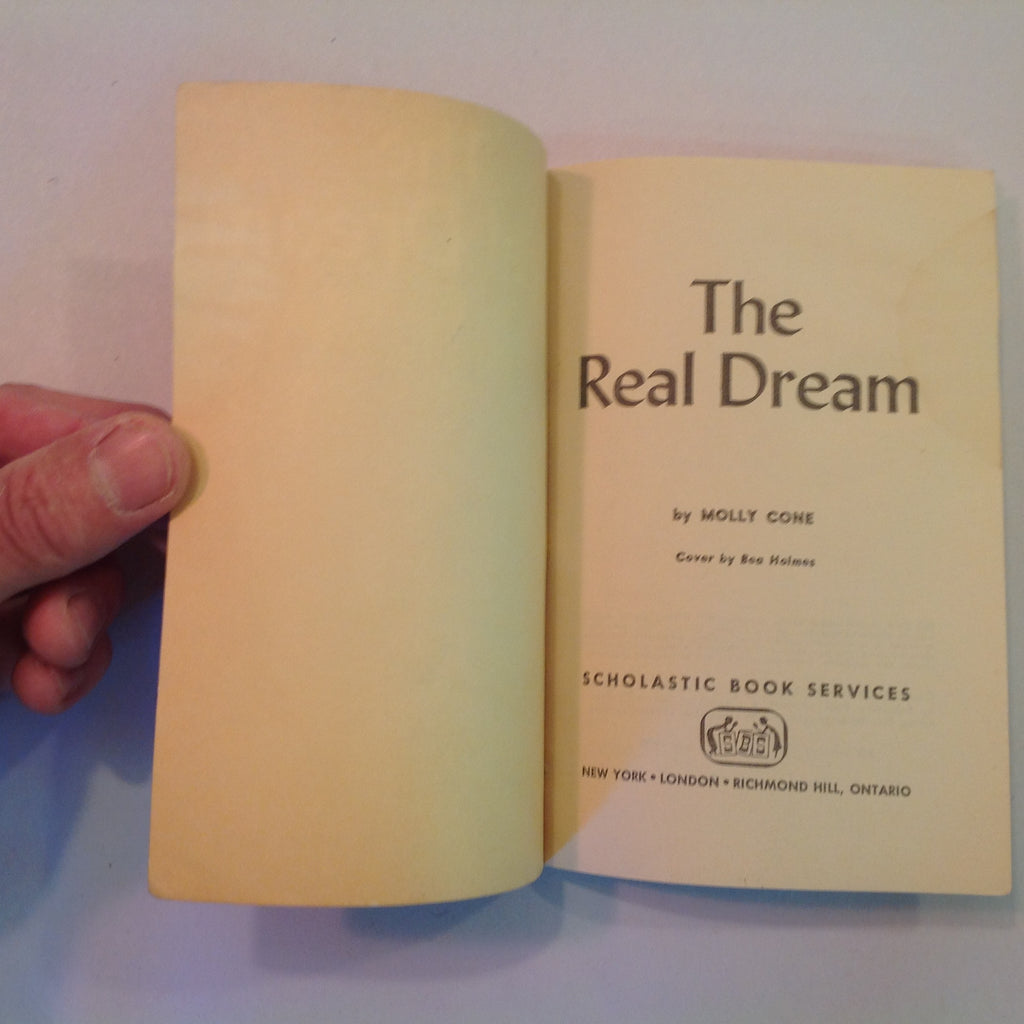 The
Real Dream
by MOLLY CONE
Cover by Bea Holmes
SCHOLASTIC BOOK SERVICES
SBS
NEW YORK • LONDON • RICHMOND HILL, ONTARIO